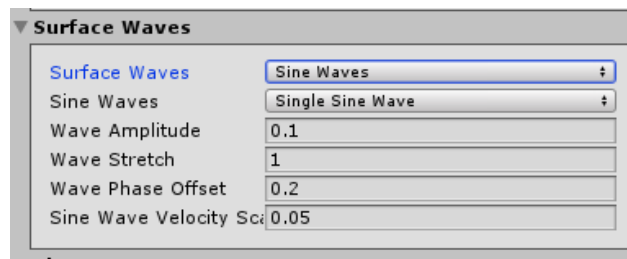 Surface Waves
Surface Waves Sine Waves
Sine Waves Single Sine Wave
Wave Amplitude 0.1
Wave Stretch 1
Wave Phase Offset 0.2
Sine Wave Velocity Sca 0.05